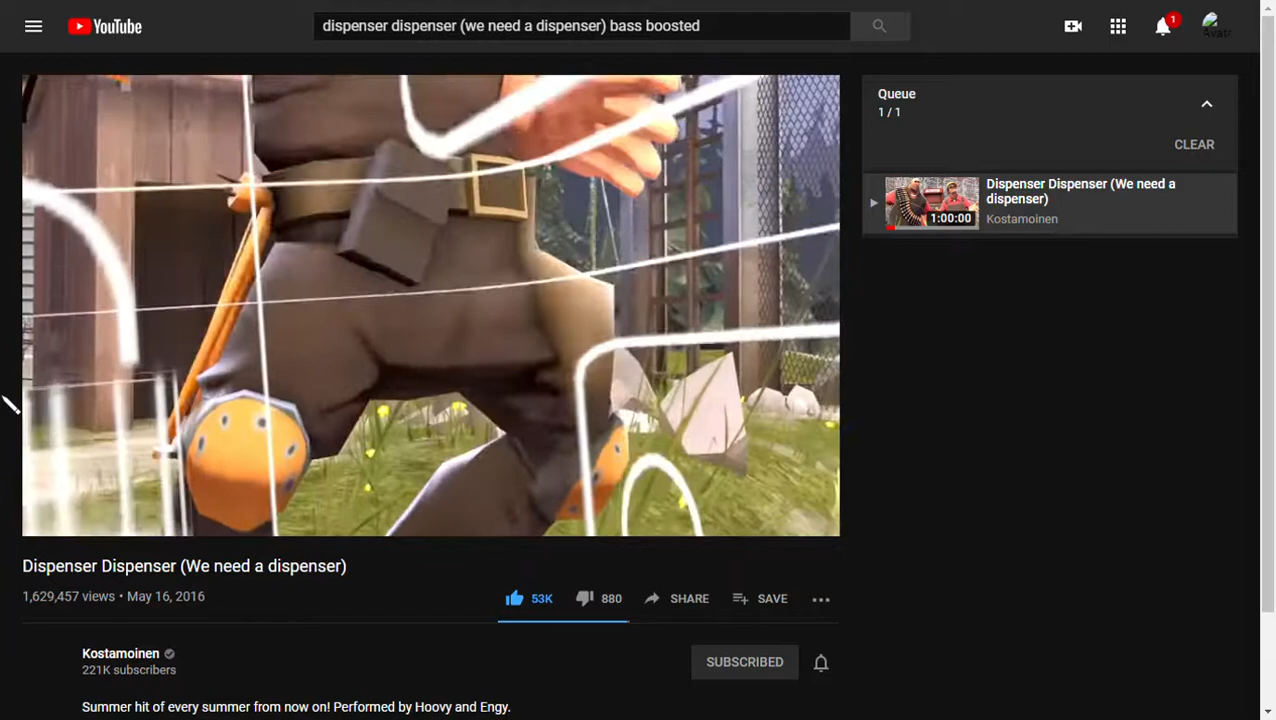 YouTube
dispenser dispenser (we need a dispenser) bass boosted
1
Avatr
Queue
1 / 1
CLEAR
1:00:00
Dispenser Dispenser (We need a
dispenser)
Kostamoinen
Dispenser Dispenser (We need a dispenser)
1,629,457 views • May 16, 2016
53K
880
SHARE
SAVE
Kostamoinen
221K subscribers
SUBSCRIBED
Summer hit of every summer from now on! Performed by Hoovy and Engy.